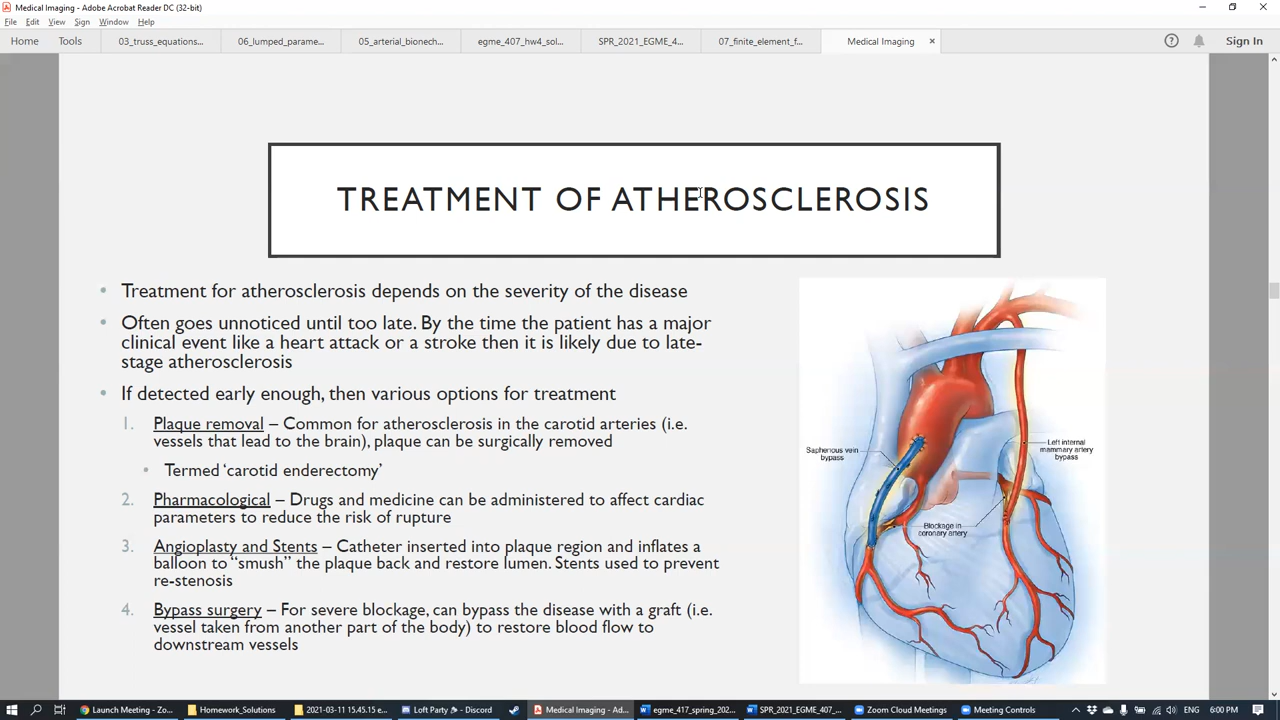 Medical Imaging - Adobe Acrobat Reader DC (32-bit)
File Edit View Sign Window Help
Home Tools 03_truss_equations... 06_lumped_parame... 05_arterial_bionech... egme_407_hw4_sol... SPR_2021_EGME_4... 07_finite_element_f... Medical Imaging × Sign In
TREATMENT OF ATHEROSCLEROSIS
• Treatment for atherosclerosis depends on the severity of the disease
• Often goes unnoticed until too late. By the time the patient has a major
clinical event like a heart attack or a stroke then it is likely due to late-
stage atherosclerosis
• If detected early enough, then various options for treatment
1. Plaque removal – Common for atherosclerosis in the carotid arteries (i.e.
vessels that lead to the brain), plaque can be surgically removed
• Termed ‘carotid enderectomy’
2. Pharmacological – Drugs and medicine can be administered to affect cardiac
parameters to reduce the risk of rupture
3. Angioplasty and Stents – Catheter inserted into plaque region and inflates a
balloon to “smush” the plaque back and restore lumen. Stents used to prevent
re-stenosis
4. Bypass surgery – For severe blockage, can bypass the disease with a graft (i.e.
vessel taken from another part of the body) to restore blood flow to
downstream vessels
Saphenous vein
bypass
Left internal
mammary artery
bypass
Blockage in
coronary artery
Launch Meeting - Zo... Homework_Solutions 2021-03-11 15.45.15 e... Loft Party - Discord Medical Imaging - Ad... egme_417_spring_202... SPR_2021_EGME_407_... Zoom Cloud Meetings Meeting Controls 6:00 PM